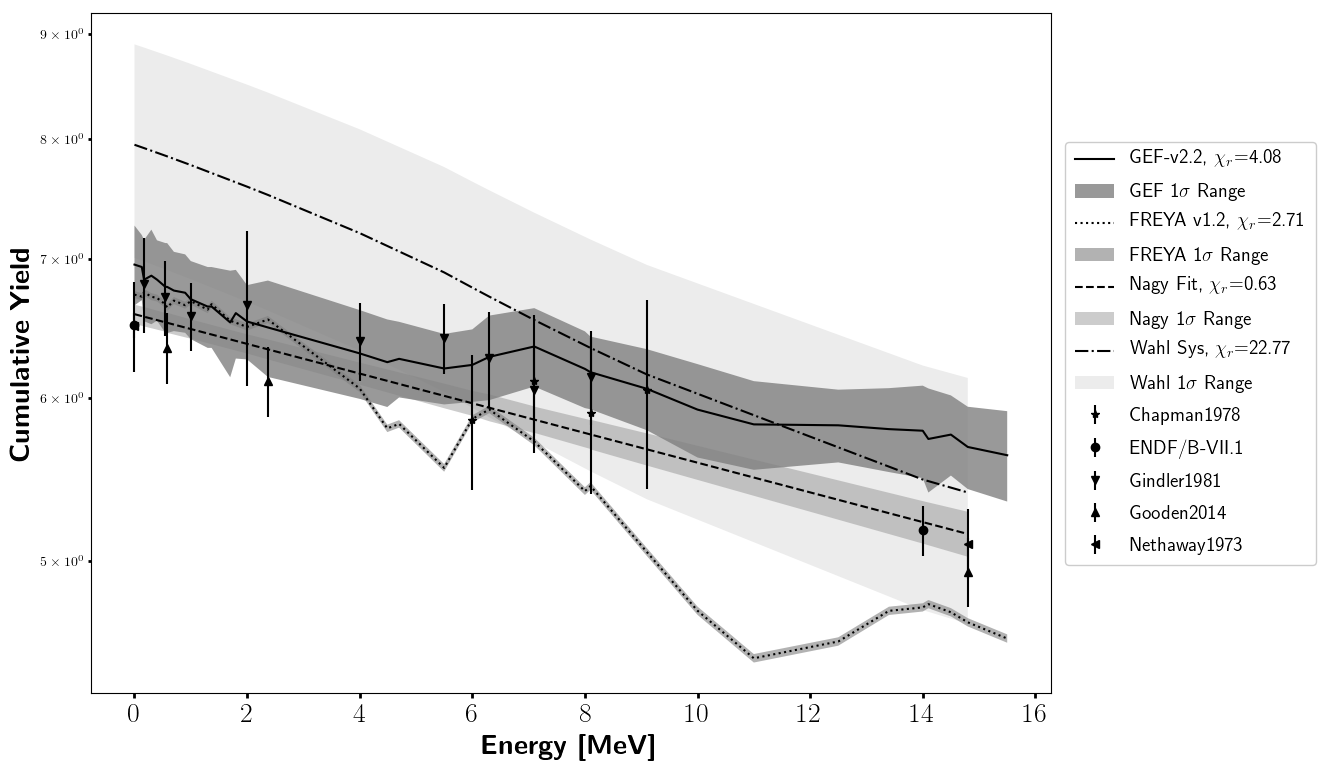 9 × 10⁰
8 × 10⁰
7 × 10⁰
6 × 10⁰
5 × 10⁰
Cumulative Yield
0 2 4 6 8 10 12 14 16
Energy [MeV]
GEF-v2.2, χᵣ=4.08
GEF 1σ Range
FREYA v1.2, χᵣ=2.71
FREYA 1σ Range
Nagy Fit, χᵣ=0.63
Nagy 1σ Range
Wahl Sys, χᵣ=22.77
Wahl 1σ Range
Chapman1978
ENDF/B-VII.1
Gindler1981
Gooden2014
Nethaway1973